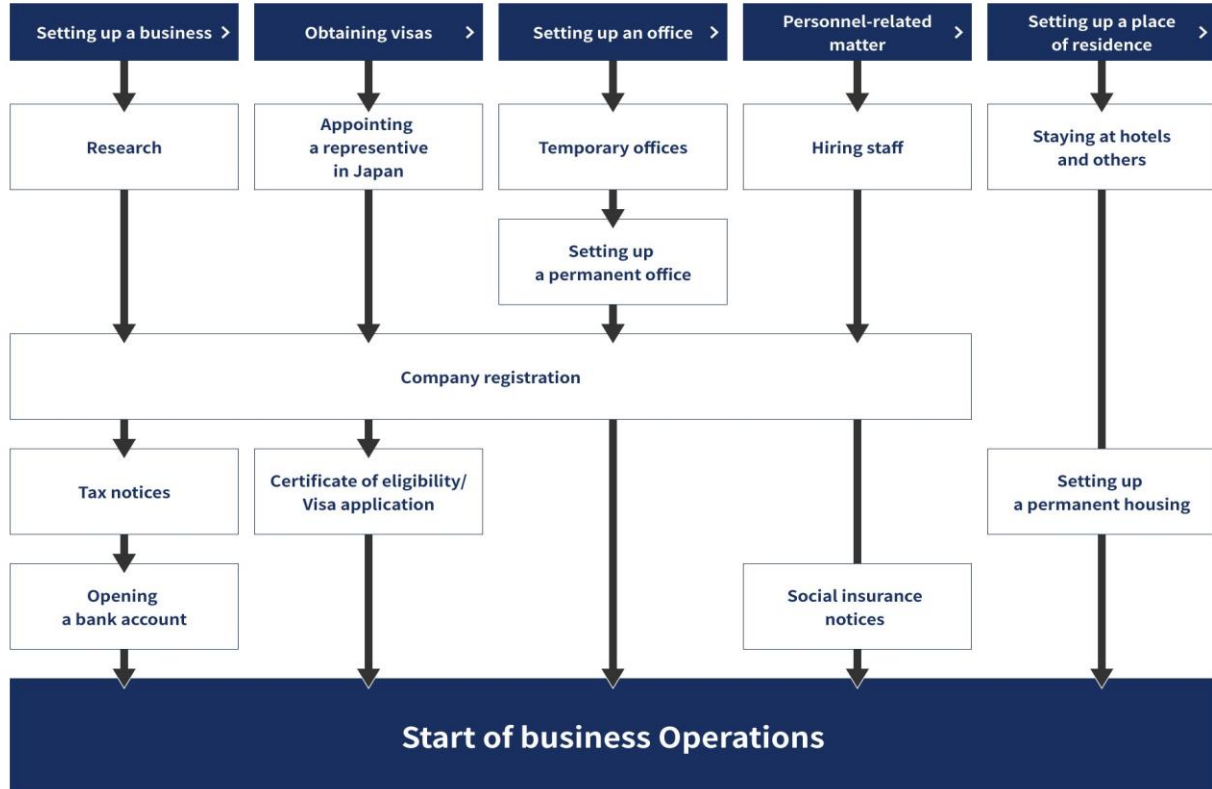 Setting up a business >
Obtaining visas >
Setting up an office >
Personnel-related
matter >
Setting up a place
of residence >
Research
Appointing
a representive
in Japan
Temporary offices
Hiring staff
Staying at hotels
and others
Setting up
a permanent office
Company registration
Tax notices
Certificate of eligibility/
Visa application
Setting up
a permanent housing
Opening
a bank account
Social insurance
notices
Start of business Operations